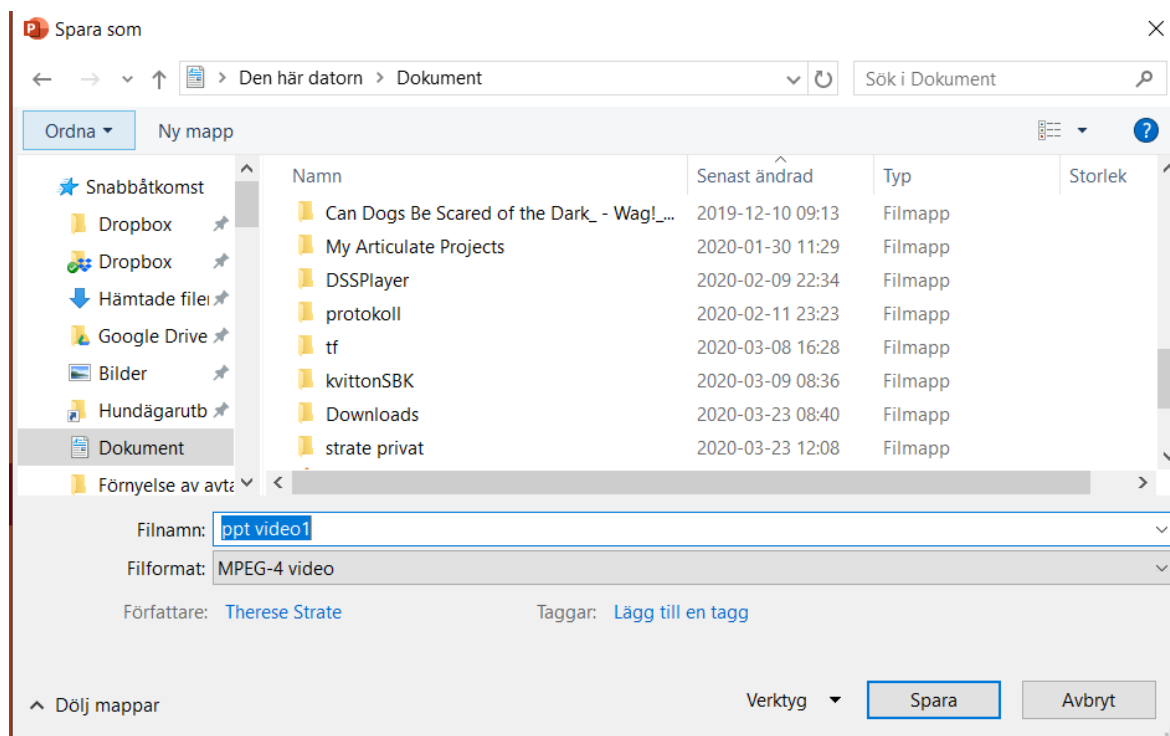 Spara som
Den här datorn > Dokument
Sök i Dokument
Ordna
Ny mapp
Snabbåtkomst
Dropbox
Dropbox
Hämtade filer
Google Drive
Bilder
Hundägarutb
Dokument
Förnyelse av avta
Namn Senast ändrad Typ Storlek
Can Dogs Be Scared of the Dark_ - Wag!_... 2019-12-10 09:13 Filmapp
My Articulate Projects 2020-01-30 11:29 Filmapp
DSSPlayer 2020-02-09 22:34 Filmapp
protokoll 2020-02-11 23:23 Filmapp
tf 2020-03-08 16:28 Filmapp
kvittonSBK 2020-03-09 08:36 Filmapp
Downloads 2020-03-23 08:40 Filmapp
strate privat 2020-03-23 12:08 Filmapp
Filnamn: ppt video1
Filformat: MPEG-4 video
Författare: Therese Strate Taggar: Lägg till en tagg
Dölj mappar
Verktyg Spara Avbryt